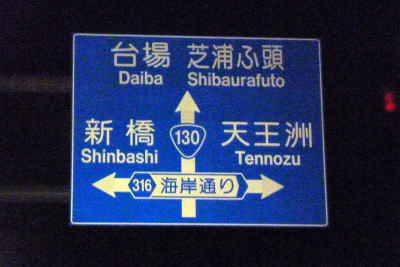 台場 芝浦ふ頭
Daiba Shibaurafuto
新橋 130 天王洲
Shinbashi Tennozu
316 海岸通り